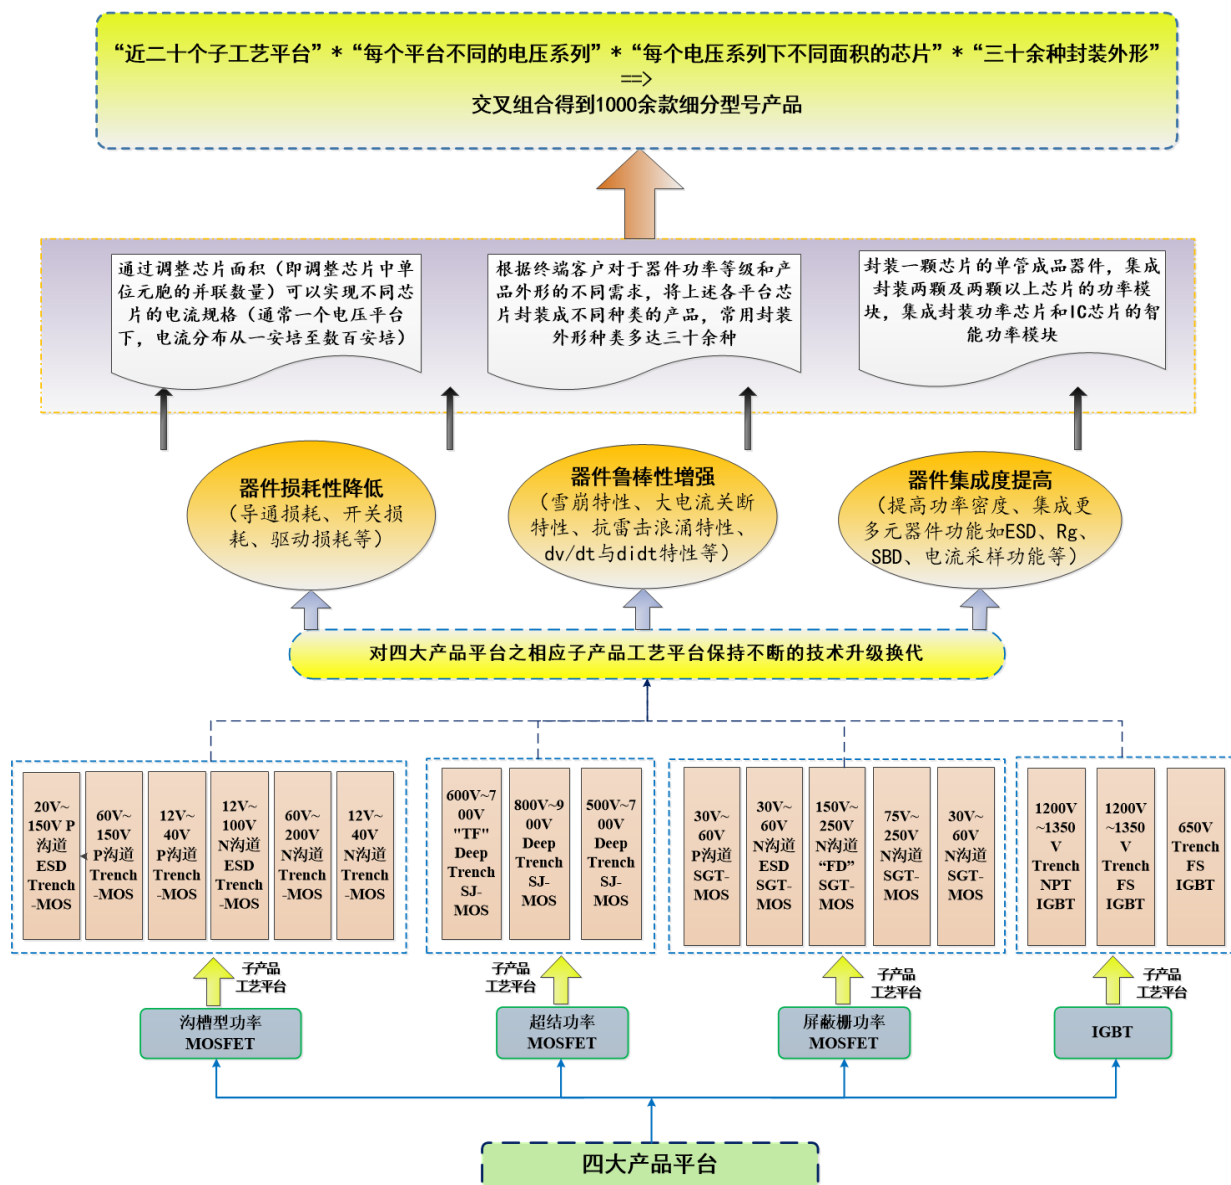 “近二十个子工艺平台”*“每个平台不同的电压系列”*“每个电压系列下不同面积的芯片”*“三十余种封装外形”
==>
交叉组合得到1000余款细分型号产品
通过调整芯片面积（即调整芯片中单
位元胞的并联数量）可以实现不同芯
片的电流规格（通常一个电压平台
下，电流分布从一安培至数百安培）
根据终端客户对于器件功率等级和产
品外形的不同需求，将上述各平台芯
片封装成不同种类的产品，常用封装
外形种类多达三十余种
封装一颗芯片的单管成品器件，集成
封装两颗及两颗以上芯片的功率模
块，集成封装功率芯片和IC芯片的智
能功率模块
器件损耗性降低
（导通损耗、开关损
耗、驱动损耗等）
器件鲁棒性增强
（雪崩特性、大电流关断
特性、抗雷击浪涌特性、
dv/dt与didt特性等）
器件集成度提高
（提高功率密度、集成更
多元器件功能如ESD、Rg、
SBD、电流采样功能等）
对四大产品平台之相应子产品工艺平台保持不断的技术升级换代
20V~
150V P
沟道
ESD
Trench
-MOS
60V~
150V
P沟道
Trenc
h-MOS
12V~
40V
P沟道
Trenc
h-MOS
12V~
100V
N沟道
ESD
Trenc
h-MOS
60V~
200V
N沟道
Trenc
h-MOS
12V~
40V
N沟道
Trenc
h-MOS
600V~7
00V
"TF"
Deep
Trench
SJ-
MOS
800V~9
00V
Deep
Trench
SJ-
MOS
500V~7
00V
Deep
Trench
SJ-
MOS
30V~
60V
P沟道
SGT-
MOS
30V~
60V
N沟道
ESD
SGT-
MOS
150V~
250V
N沟道
“FD”
SGT-
MOS
75V~
250V
N沟道
SGT-
MOS
30V~
60V
N沟道
SGT-
MOS
1200V
~1350
V
Trench
NPT
IGBT
1200V
~1350
V
Trench
FS
IGBT
650V
Trench
FS
IGBT
子产品
工艺平台
子产品
工艺平台
子产品
工艺平台
子产品
工艺平台
沟槽型功率
MOSFET
超结功率
MOSFET
屏蔽栅功率
MOSFET
IGBT
四大产品平台